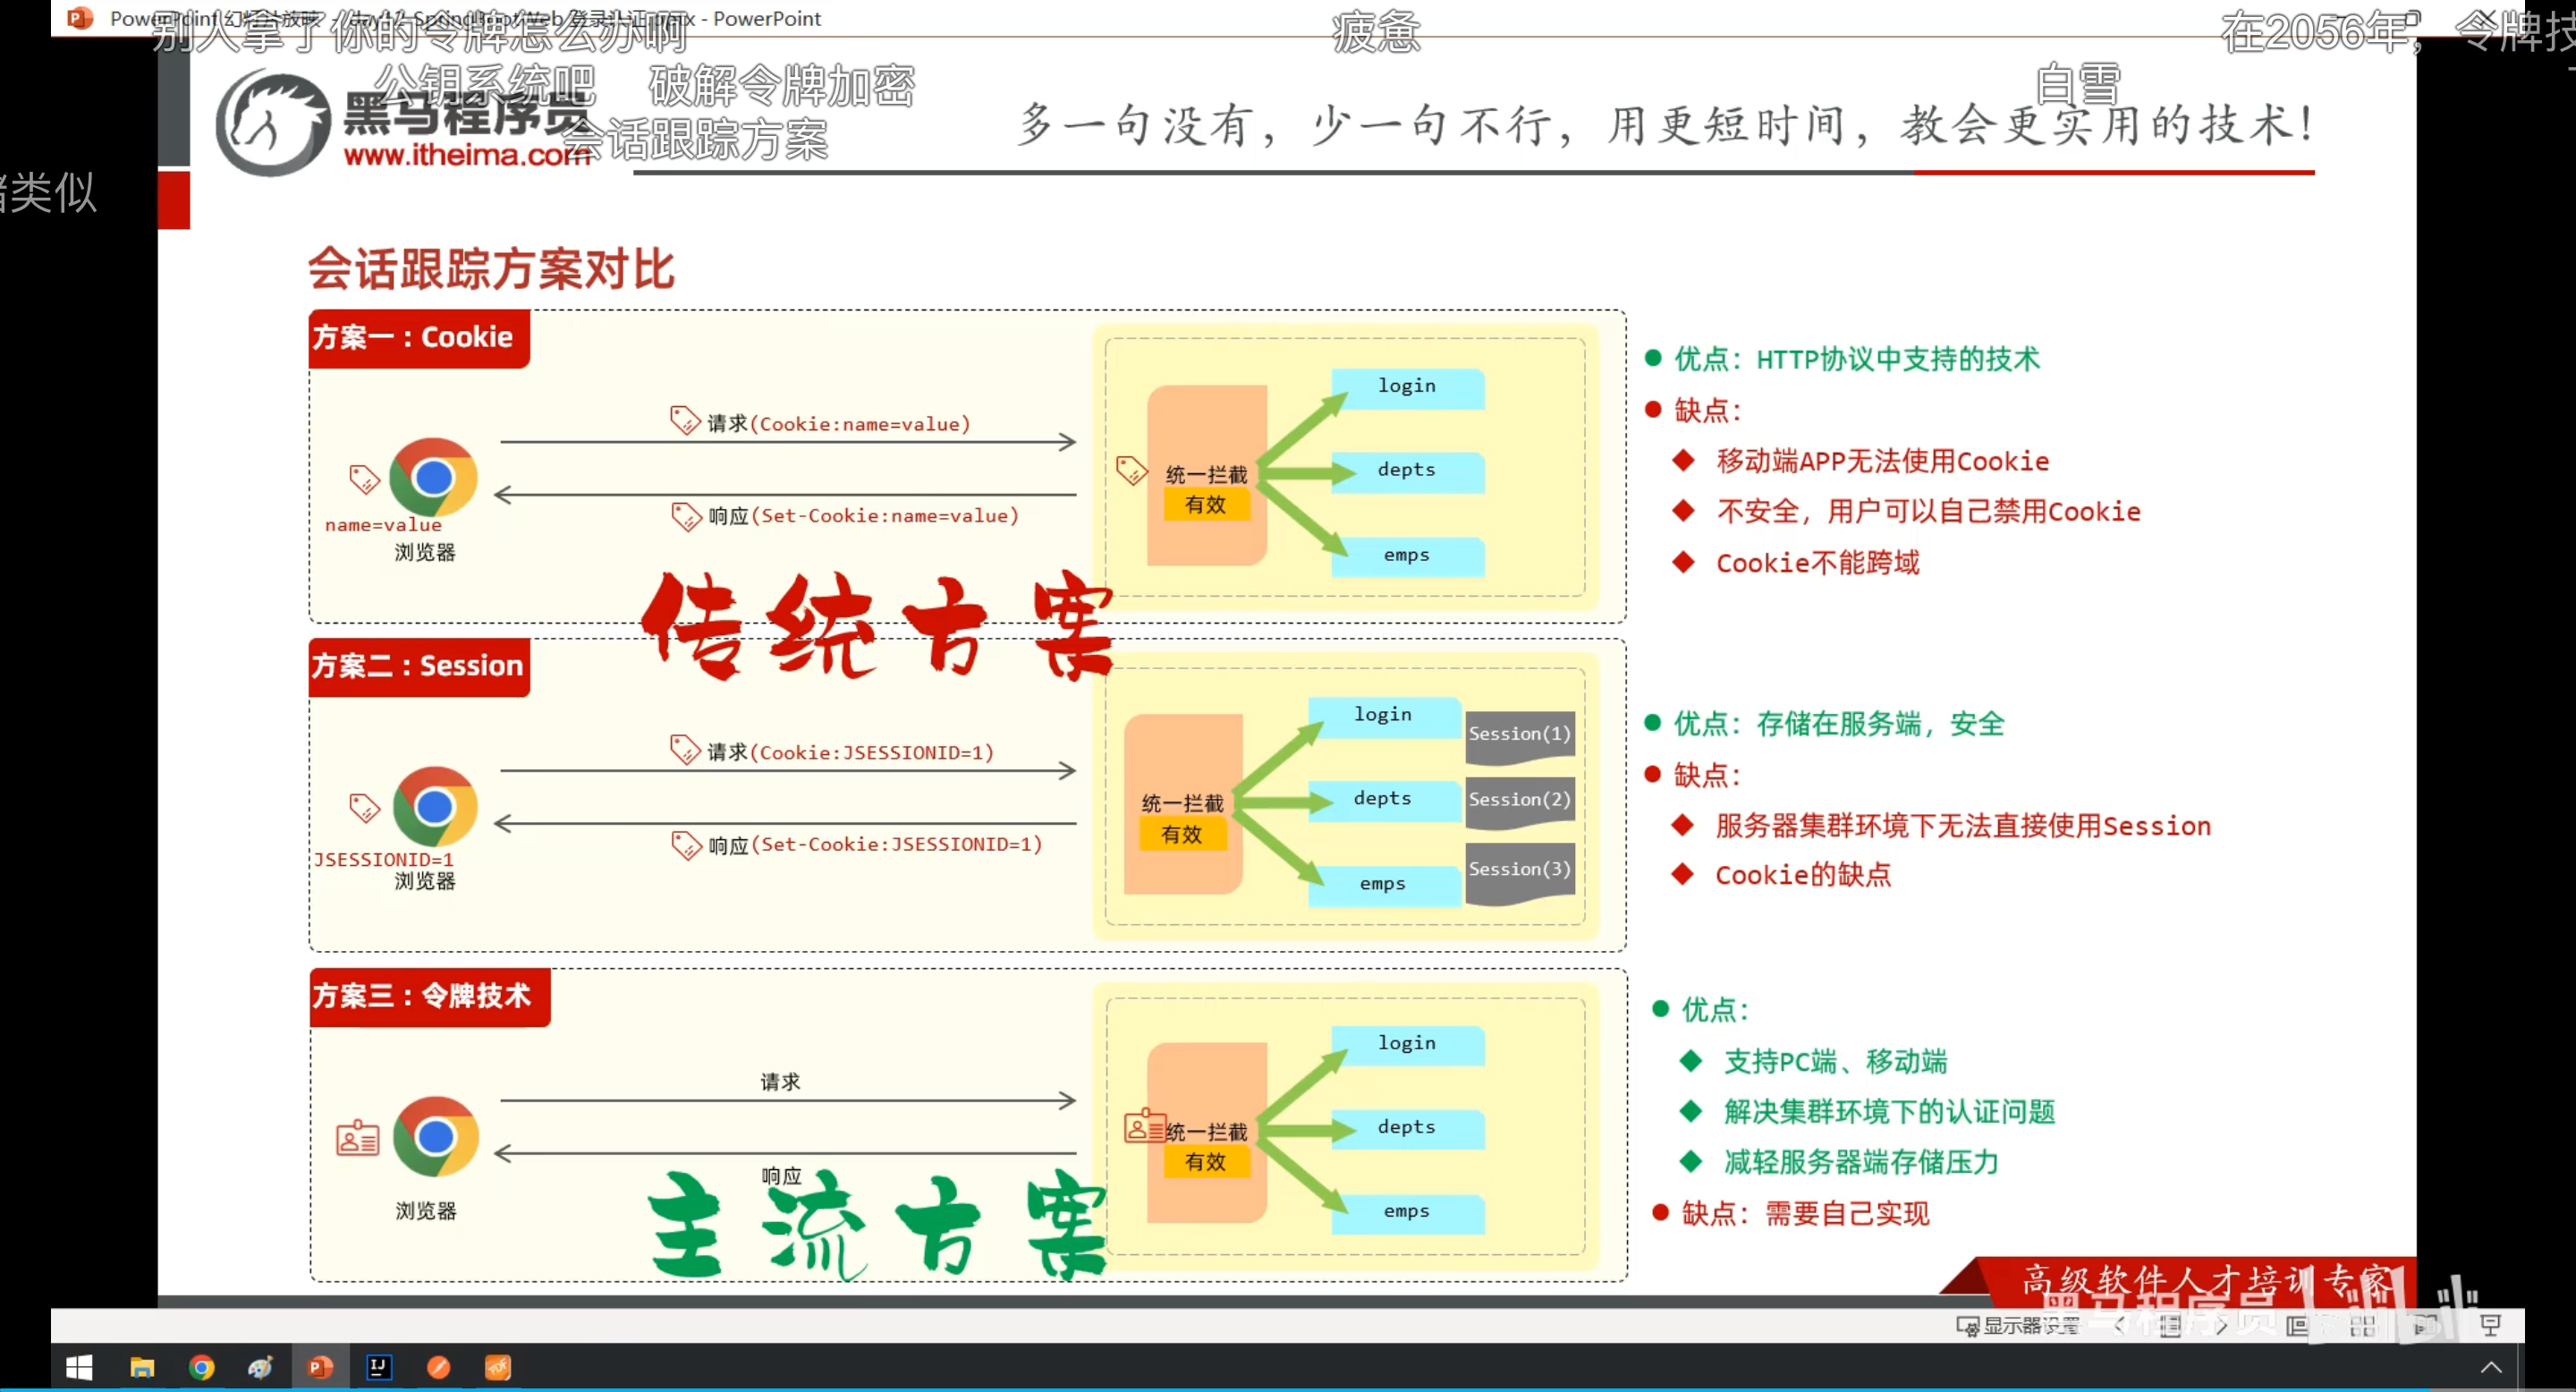 PowerPoint 幻灯片放映 - day12-SpringBootWeb 登录认证.pptx - PowerPoint
别人拿了你的令牌怎么办啊
疲惫
在2056年，令牌技
公钥系统吧
破解令牌加密
白雪
黑马程序员
www.itheima.com
会话跟踪方案
多一句没有，少一句不行，用更短时间，教会更实用的技术！
类似
会话跟踪方案对比
方案一：Cookie
请求(Cookie:name=value)
响应(Set-Cookie:name=value)
name=value
浏览器
统一拦截
有效
login
depts
emps
优点：HTTP协议中支持的技术
缺点：
移动端APP无法使用Cookie
不安全，用户可以自己禁用Cookie
Cookie不能跨域
传统方案
方案二：Session
请求(Cookie:JSESSIONID=1)
响应(Set-Cookie:JSESSIONID=1)
JSESSIONID=1
浏览器
统一拦截
有效
login
depts
emps
Session(1)
Session(2)
Session(3)
优点：存储在服务端，安全
缺点：
服务器集群环境下无法直接使用Session
Cookie的缺点
方案三：令牌技术
请求
响应
浏览器
统一拦截
有效
login
depts
emps
优点：
支持PC端、移动端
解决集群环境下的认证问题
减轻服务器端存储压力
缺点：需要自己实现
主流方案
高级软件人才培训专家
黑马程序员
显示器设置